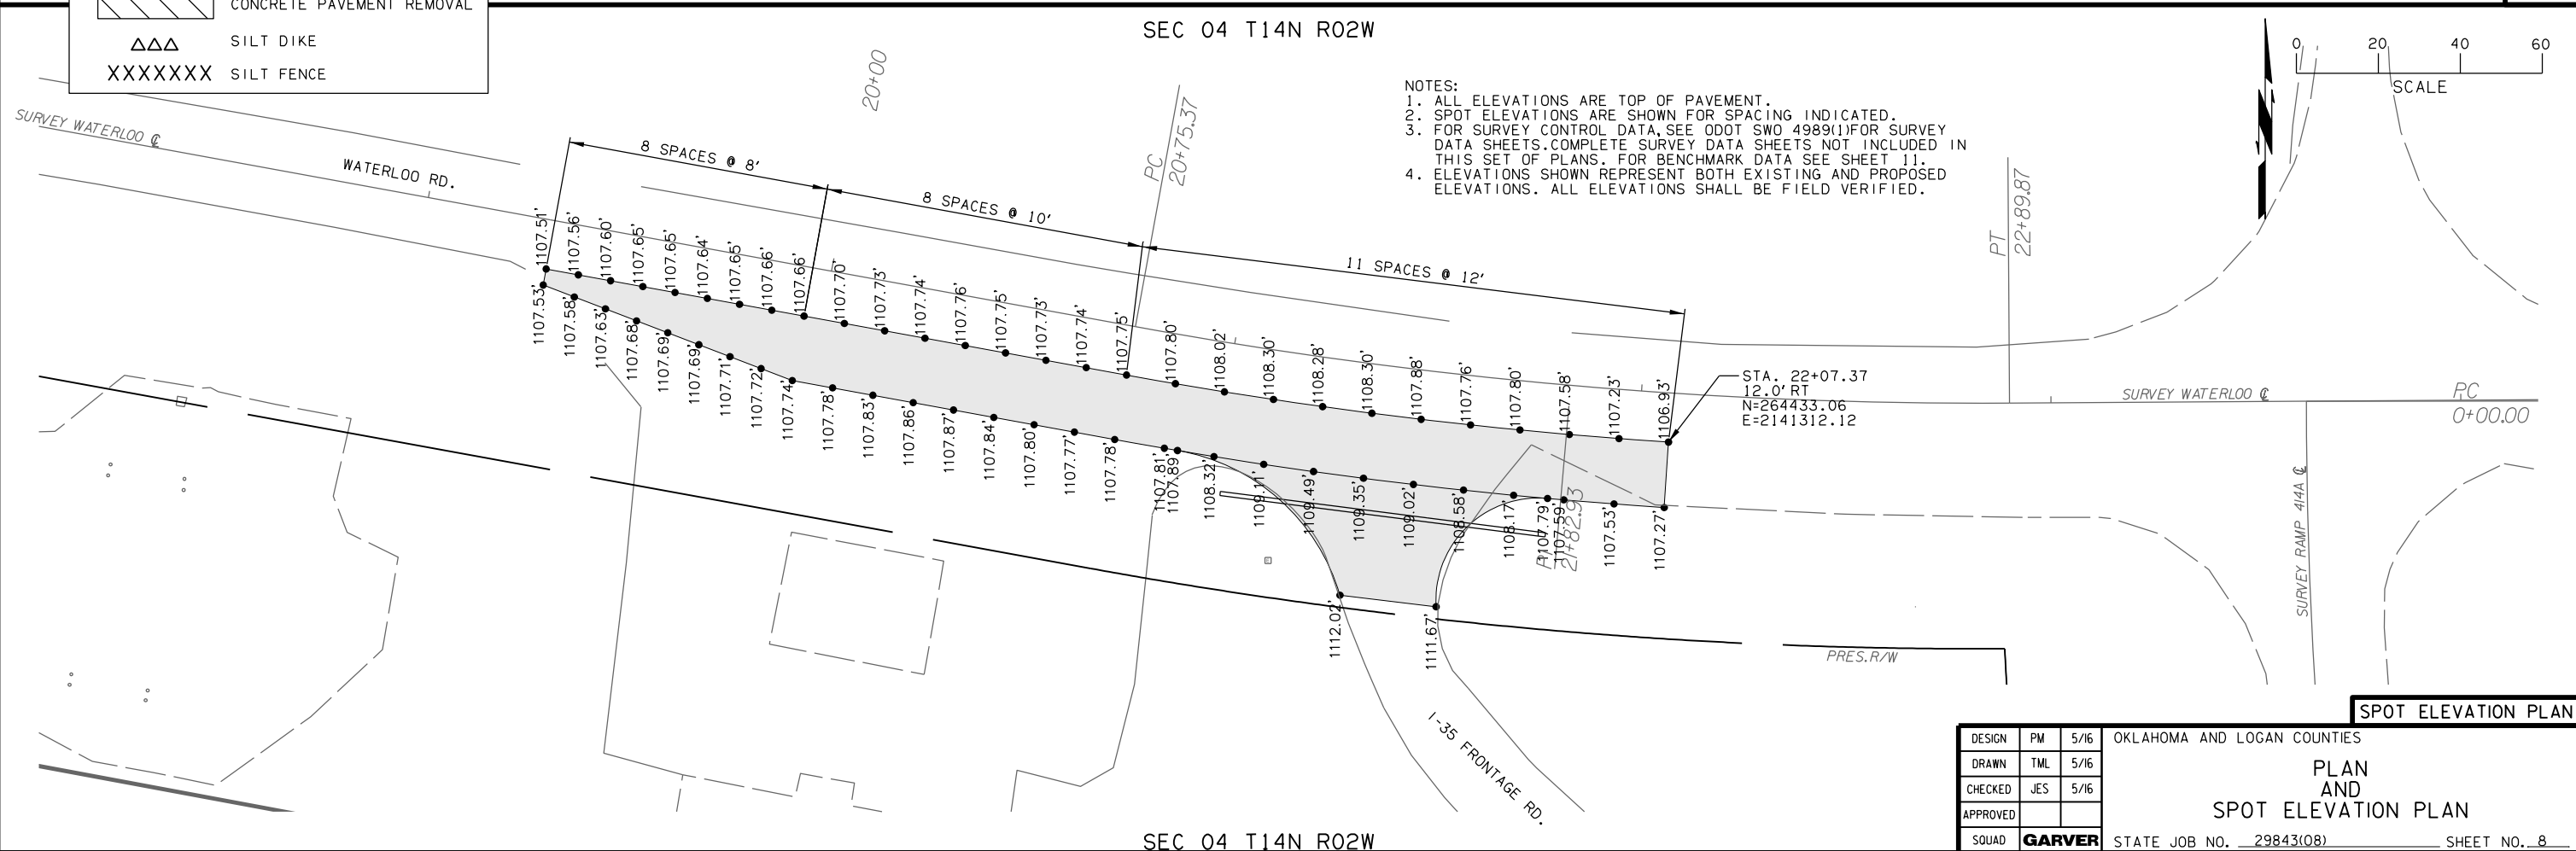 CONCRETE PAVEMENT REMOVAL
SILT DIKE
XXXXXXX SILT FENCE
SEC 04 T14N R02W
0 20 40 60
SCALE
NOTES:
1. ALL ELEVATIONS ARE TOP OF PAVEMENT.
2. SPOT ELEVATIONS ARE SHOWN FOR SPACING INDICATED.
3. FOR SURVEY CONTROL DATA,SEE ODOT SWO 4989(1)FOR SURVEY
DATA SHEETS.COMPLETE SURVEY DATA SHEETS NOT INCLUDED IN
THIS SET OF PLANS. FOR BENCHMARK DATA SEE SHEET 11.
4. ELEVATIONS SHOWN REPRESENT BOTH EXISTING AND PROPOSED
ELEVATIONS. ALL ELEVATIONS SHALL BE FIELD VERIFIED.
SURVEY WATERLOO ℄
WATERLOO RD.
20+00
PC
20+75.37
PT
22+89.87
8 SPACES @ 8'
8 SPACES @ 10'
11 SPACES @ 12'
1107.51'
1107.56'
1107.60'
1107.65'
1107.65'
1107.64'
1107.65'
1107.66'
1107.66'
1107.70'
1107.73'
1107.74'
1107.76'
1107.75'
1107.73'
1107.74'
1107.75'
1107.80'
1108.02'
1108.30'
1108.28'
1108.30'
1107.88'
1107.76'
1107.80'
1107.58'
1107.23'
1106.93'
STA. 22+07.37
12.0' RT
N=264433.06
E=2141312.12
SURVEY WATERLOO ℄
PC
0+00.00
1107.53'
1107.58'
1107.63'
1107.68'
1107.69'
1107.69'
1107.71'
1107.72'
1107.74'
1107.78'
1107.83'
1107.86'
1107.87'
1107.84'
1107.80'
1107.77'
1107.78'
1107.81'
1107.89'
1108.32'
1109.11'
1109.49'
1109.35'
1109.02'
1108.58'
1108.17'
1107.79'
1107.59'
1107.53'
1107.27'
21+82.93
1112.02'
1111.67'
SURVEY RAMP 414A ℄
PRES.R/W
I-35 FRONTAGE RD.
SEC 04 T14N R02W
SPOT ELEVATION PLAN
DESIGN PM 5/16
DRAWN TML 5/16
CHECKED JES 5/16
APPROVED
SQUAD GARVER
OKLAHOMA AND LOGAN COUNTIES
PLAN
AND
SPOT ELEVATION PLAN
STATE JOB NO. 29843(08) SHEET NO. 8